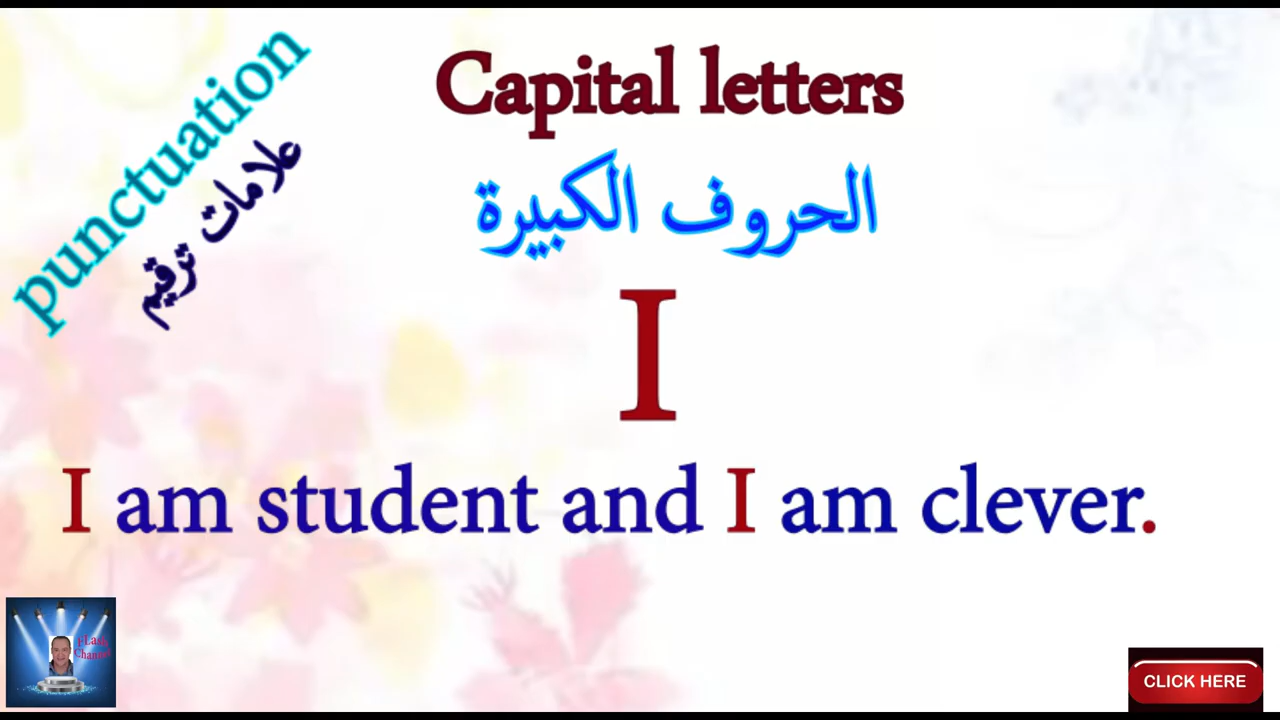 punctuation
علامات ترقيم
Capital letters
الحروف الكبيرة
I
I am student and I am clever.
CLICK HERE